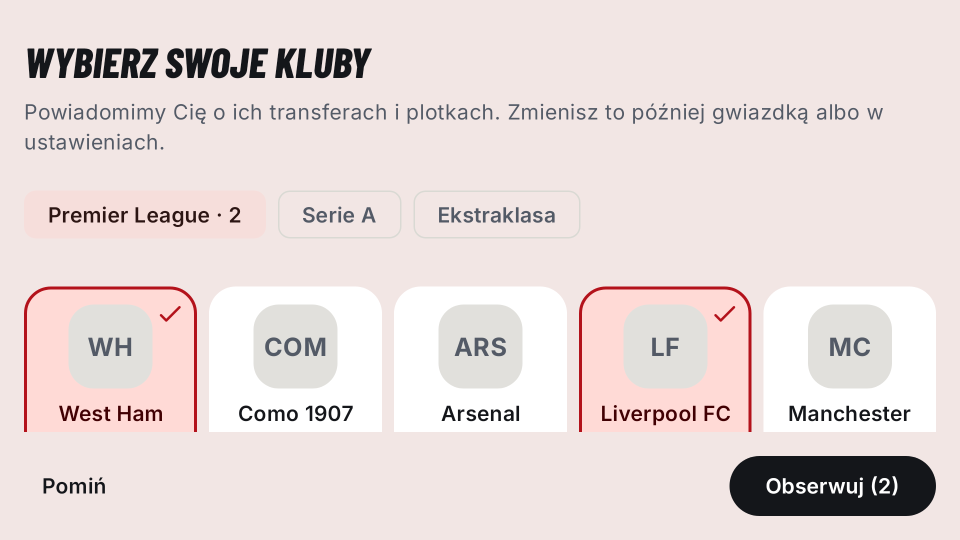 WYBIERZ SWOJE KLUBY
Powiadomimy Cię o ich transferach i plotkach. Zmienisz to później gwiazdką albo w
ustawieniach.
Premier League · 2
Serie A
Ekstraklasa
WH
COM
ARS
LF
MC
West Ham
Como 1907
Arsenal
Liverpool FC
Manchester
Pomiń
Obserwuj (2)